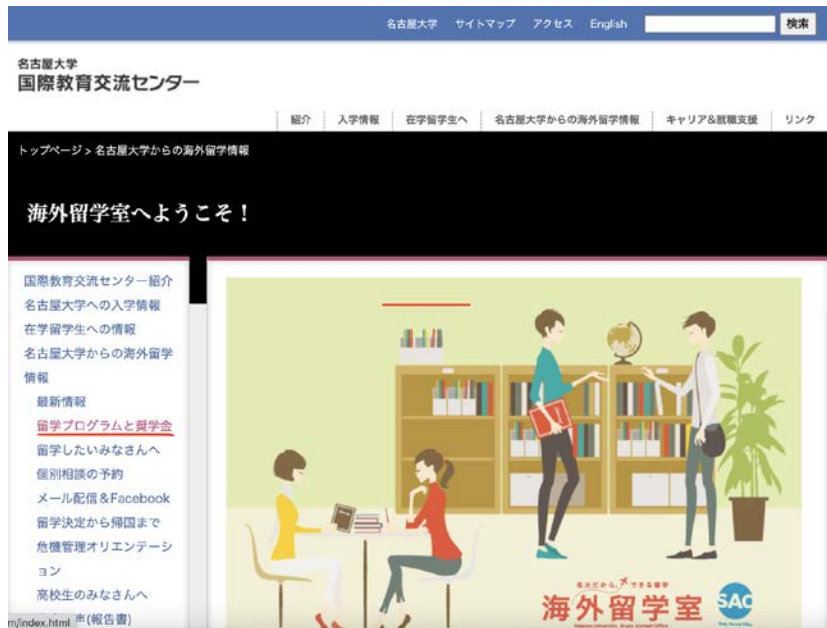 名古屋大学 サイトマップ アクセス English 検索
名古屋大学
国際教育交流センター
紹介 入学情報 在学留学生へ 名古屋大学からの海外留学情報 キャリア&就職支援 リンク
トップページ > 名古屋大学からの海外留学情報
海外留学室へようこそ！
国際教育交流センター紹介
名古屋大学への入学情報
在学留学生への情報
名古屋大学からの海外留学
情報
最新情報
留学プログラムと奨学金
留学したいみなさんへ
個別相談の予約
メール配信&Facebook
留学決定から帰国まで
危機管理オリエンテーシ
ョン
高校生のみなさんへ
声(報告書)
m/index.html
名大だから、できる留学
海外留学室
SAO